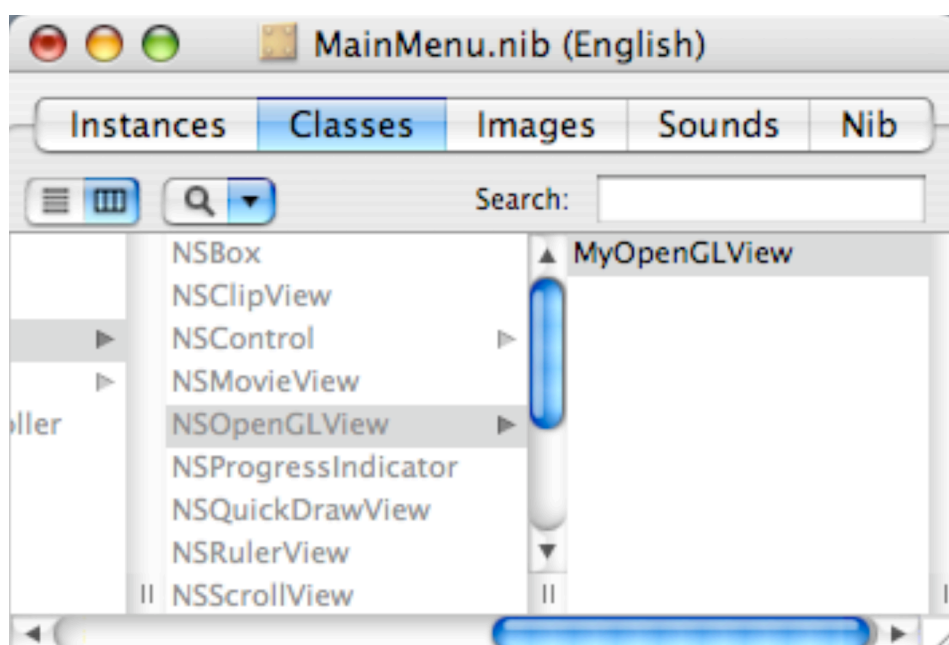 MainMenu.nib (English)
Instances Classes Images Sounds Nib
Search:
NSBox MyOpenGLView
NSClipView
NSControl
NSMovieView
oller NSOpenGLView
NSProgressIndicator
NSQuickDrawView
NSRulerView
NSScrollView